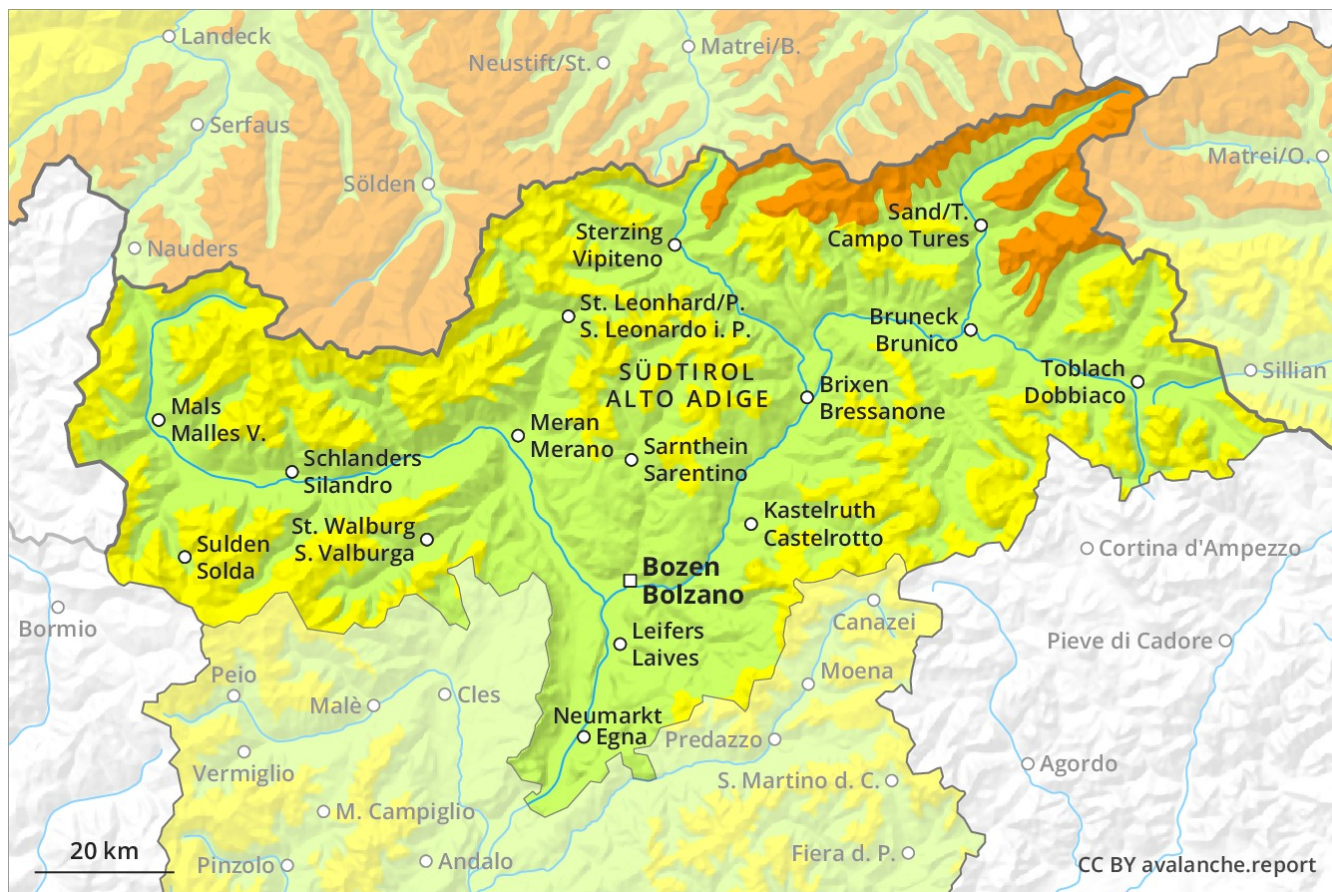 Landeck
Matrei/B.
Neustift/St.
Serfaus
Matrei/O.
Sölden
Sand/T.
Campo Tures
Sterzing
Vipiteno
Nauders
St. Leonhard/P.
S. Leonardo i. P.
Bruneck
Brunico
SÜDTIROL
ALTO ADIGE
Toblach
Dobbiaco
Sillian
Brixen
Bressanone
Mals
Malles V.
Meran
Merano
Sarnthein
Sarentino
Schlanders
Silandro
Kastelruth
Castelrotto
St. Walburg
S. Valburga
Sulden
Solda
Cortina d'Ampezzo
Bozen
Bolzano
Bormio
Canazei
Leifers
Laives
Pieve di Cadore
Peio
Moena
Malè
Cles
Neumarkt
Egna
Predazzo
Vermiglio
Agordo
S. Martino d. C.
M. Campiglio
20 km
Pinzolo
Andalo
Fiera d. P.
CC BY avalanche.report